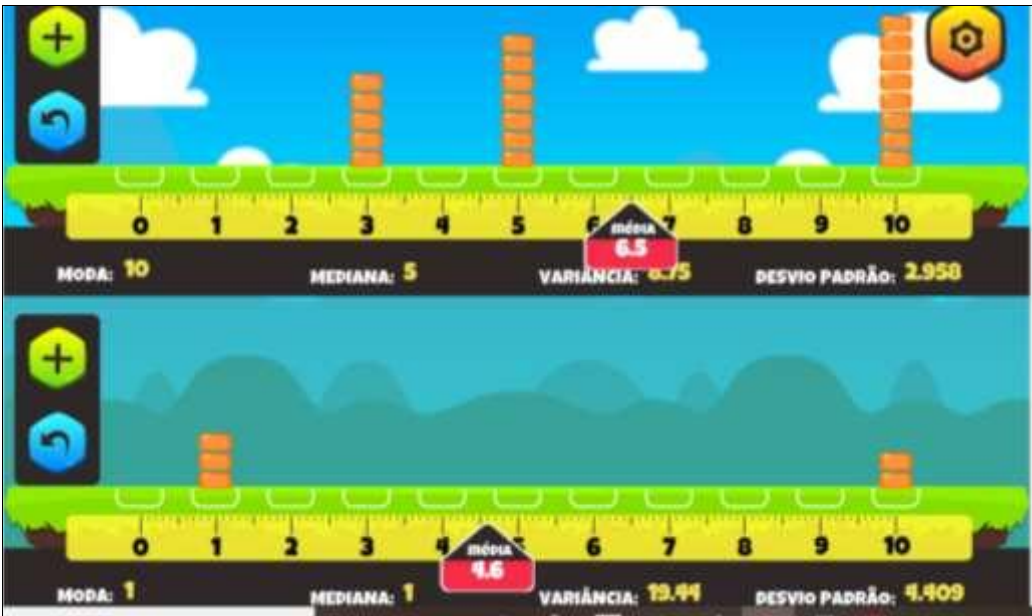 0 1 2 3 4 5 6 7 8 9 10
MÉDIA
6.5
MODA: 10 MEDIANA: 5 VARIÂNCIA: 8.75 DESVIO PADRÃO: 2.958
0 1 2 3 4 6 7 8 9 10
MÉDIA
4.6
MODA: 1 MEDIANA: 1 VARIÂNCIA: 19.44 DESVIO PADRÃO: 4.409